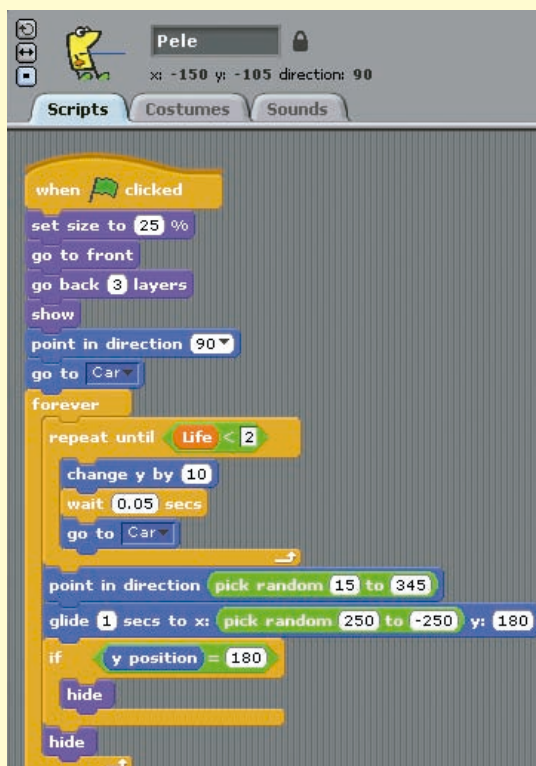 Pele
x: -150 y: -105 direction: 90
Scripts Costumes Sounds
when clicked
set size to 25 %
go to front
go back 3 layers
show
point in direction 90
go to Car
forever
repeat until Life < 2
change y by 10
wait 0.05 secs
go to Car
point in direction pick random 15 to 345
glide 1 secs to x: pick random 250 to -250 y: 180
if y position = 180
hide
hide